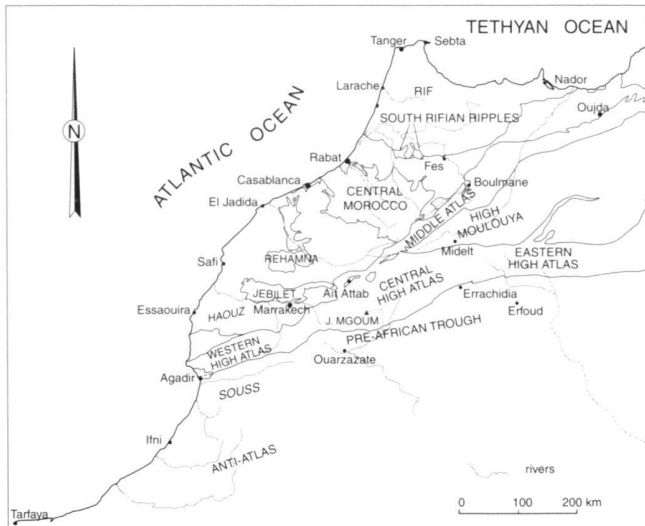 TETHYAN OCEAN
Tanger
Sebta
Larache
RIF
Nador
Oujda
SOUTH RIFIAN RIPPLES
ATLANTIC OCEAN
N
Rabat
Fes
Casablanca
Boulmane
CENTRAL
MOROCCO
El Jadida
MIDDLE ATLAS
HIGH
MOULOUYA
Midelt
EASTERN
HIGH ATLAS
Safi
REHAMNA
JEBILET
Aït Attab
CENTRAL
HIGH ATLAS
Errachidia
Erfoud
Essaouira
HAOUZ
Marrakech
J. MGOUM
PRE-AFRICAN TROUGH
WESTERN
HIGH ATLAS
Ouarzazate
Agadir
SOUSS
Ifni
ANTI-ATLAS
rivers
Tarfaya
0 100 200 km